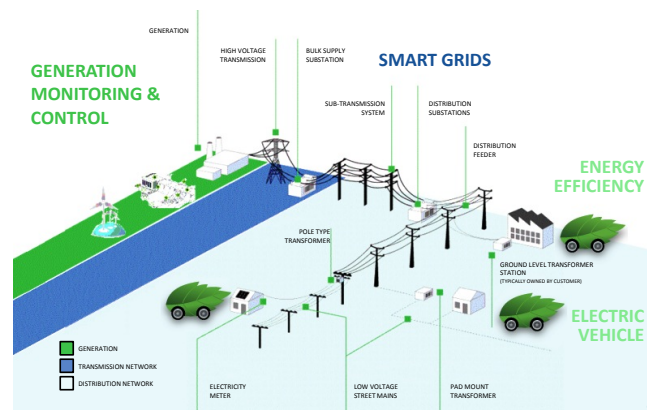 GENERATION
HIGH VOLTAGE
TRANSMISSION
BULK SUPPLY
SUBSTATION
SMART GRIDS
GENERATION
MONITORING &
CONTROL
SUB-TRANSMISSION
SYSTEM
DISTRIBUTION
SUBSTATIONS
DISTRIBUTION
FEEDER
ENERGY
EFFICIENCY
POLE TYPE
TRANSFORMER
GROUND LEVEL TRANSFORMER
STATION
(TYPICALLY OWNED BY CUSTOMER)
ELECTRIC
VEHICLE
GENERATION
TRANSMISSION NETWORK
DISTRIBUTION NETWORK
ELECTRICITY
METER
LOW VOLTAGE
STREET MAINS
PAD MOUNT
TRANSFORMER